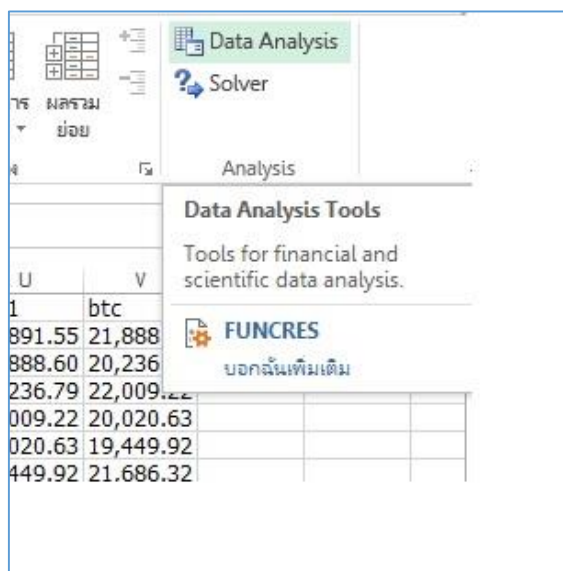 Data Analysis
Solver
าร ผลรวม
ย่อย
Analysis
Data Analysis Tools
Tools for financial and
scientific data analysis.
FUNCRES
บอกฉันเพิ่มเติม
U V
1 btc
891.55 21,888
888.60 20,236
236.79 22,009.22
009.22 20,020.63
020.63 19,449.92
449.92 21,686.32